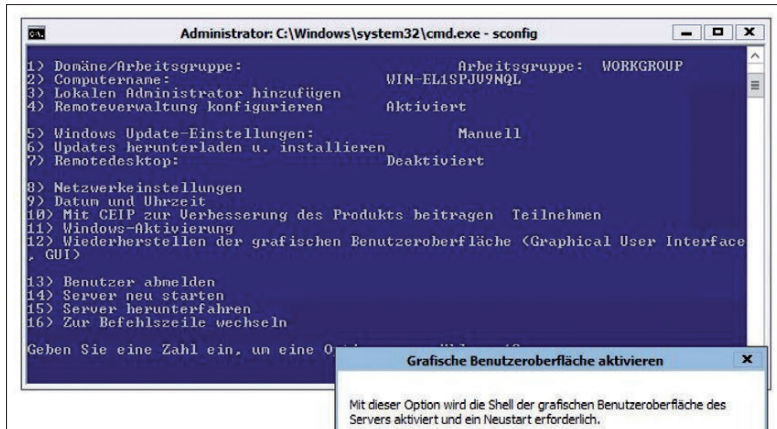 Administrator: C:\Windows\system32\cmd.exe - sconfig
1) Domäne/Arbeitsgruppe: Arbeitsgruppe: WORKGROUP
2) Computername: WIN-EL1SPJU9NQL
3) Lokalen Administrator hinzufügen
4) Remoteverwaltung konfigurieren Aktiviert
5) Windows Update-Einstellungen: Manuell
6) Updates herunterladen u. installieren
7) Remotedesktop: Deaktiviert
8) Netzwerkeinstellungen
9) Datum und Uhrzeit
10) Mit CEIP zur Verbesserung des Produkts beitragen Teilnehmen
11) Windows-Aktivierung
12) Wiederherstellen der grafischen Benutzeroberfläche (Graphical User Interface
, GUI)
13) Benutzer abmelden
14) Server neu starten
15) Server herunterfahren
16) Zur Befehlszeile wechseln
Geben Sie eine Zahl ein, um eine
Grafische Benutzeroberfläche aktivieren
Mit dieser Option wird die Shell der grafischen Benutzeroberfläche des
Servers aktiviert und ein Neustart erforderlich.